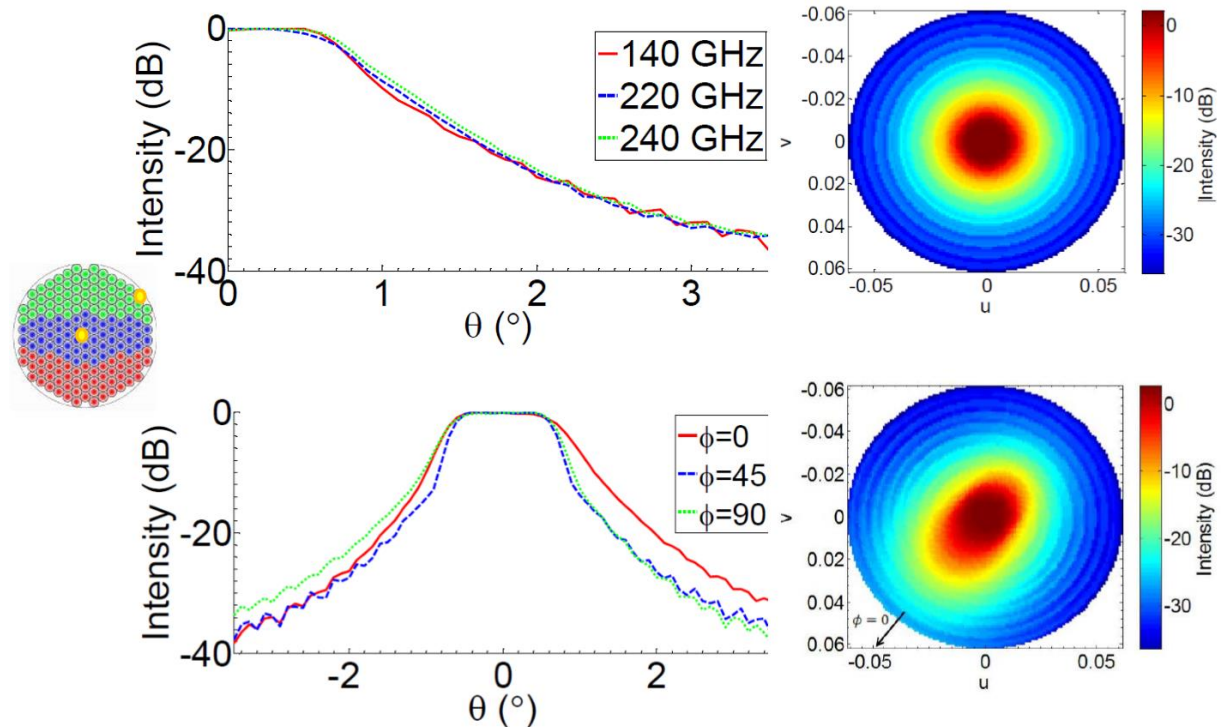 Intensity (dB)
0
-20
-40
0
1
2
3
θ (°)
140 GHz
220 GHz
240 GHz
v
-0.06
-0.04
-0.02
0
0.02
0.04
0.06
-0.05
0
0.05
u
0
-10
-20
-30
|Intensity (dB)
Intensity (dB)
0
-20
-40
-2
0
2
θ (°)
ϕ=0
ϕ=45
ϕ=90
v
-0.06
-0.04
-0.02
0
0.02
0.04
0.06
ϕ = 0
-0.05
0
0.05
u
0
-10
-20
-30
Intensity (dB)